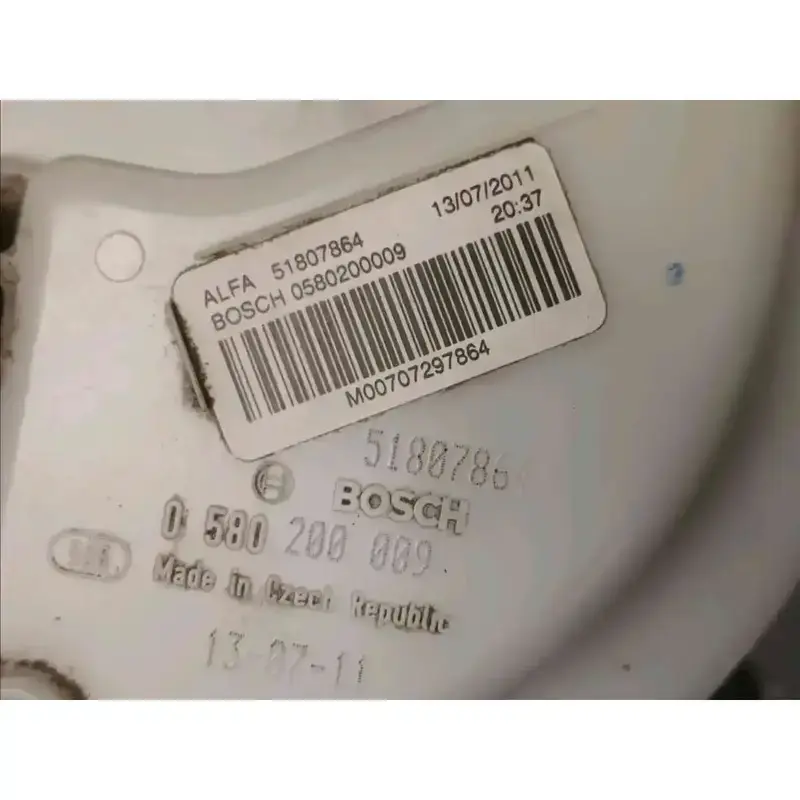 13/07/2011
20:37
ALFA 51807864
BOSCH 0580200009
M00707297864
5180786
BOSCH
0 580 200 009
Made in Czech Republic
13-07-11